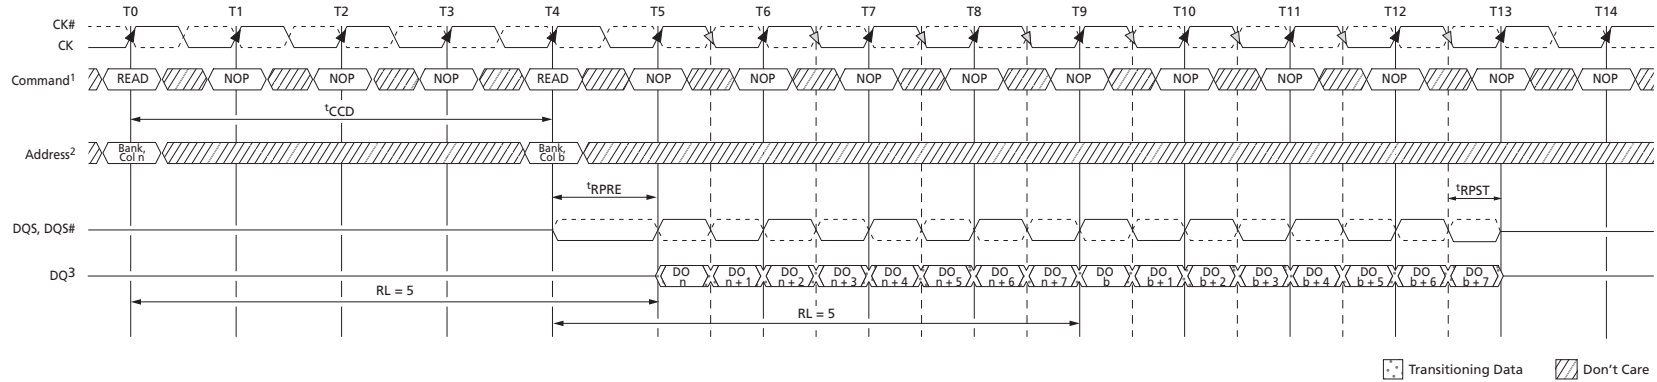 T0 T1 T2 T3 T4 T5 T6 T7 T8 T9 T10 T11 T12 T13 T14
CK#
CK
Command1 READ NOP NOP NOP READ NOP NOP NOP NOP NOP NOP NOP NOP NOP NOP
tCCD
Address2 Bank, Col n Bank, Col b
tRPRE tRPST
DQS, DQS#
DQ3 DO n DO n + 1 DO n + 2 DO n + 3 DO n + 4 DO n + 5 DO n + 6 DO n + 7 DO b DO b + 1 DO b + 2 DO b + 3 DO b + 4 DO b + 5 DO b + 6 DO b + 7
RL = 5
RL = 5
Transitioning Data Don't Care